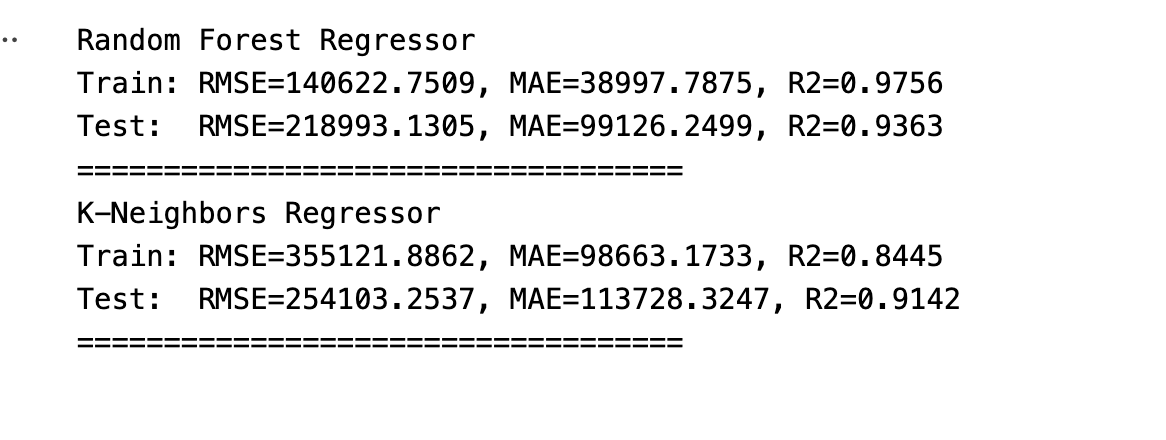 Random Forest Regressor
Train: RMSE=140622.7509, MAE=38997.7875, R2=0.9756
Test:  RMSE=218993.1305, MAE=99126.2499, R2=0.9363
===================================
K-Neighbors Regressor
Train: RMSE=355121.8862, MAE=98663.1733, R2=0.8445
Test:  RMSE=254103.2537, MAE=113728.3247, R2=0.9142
===================================